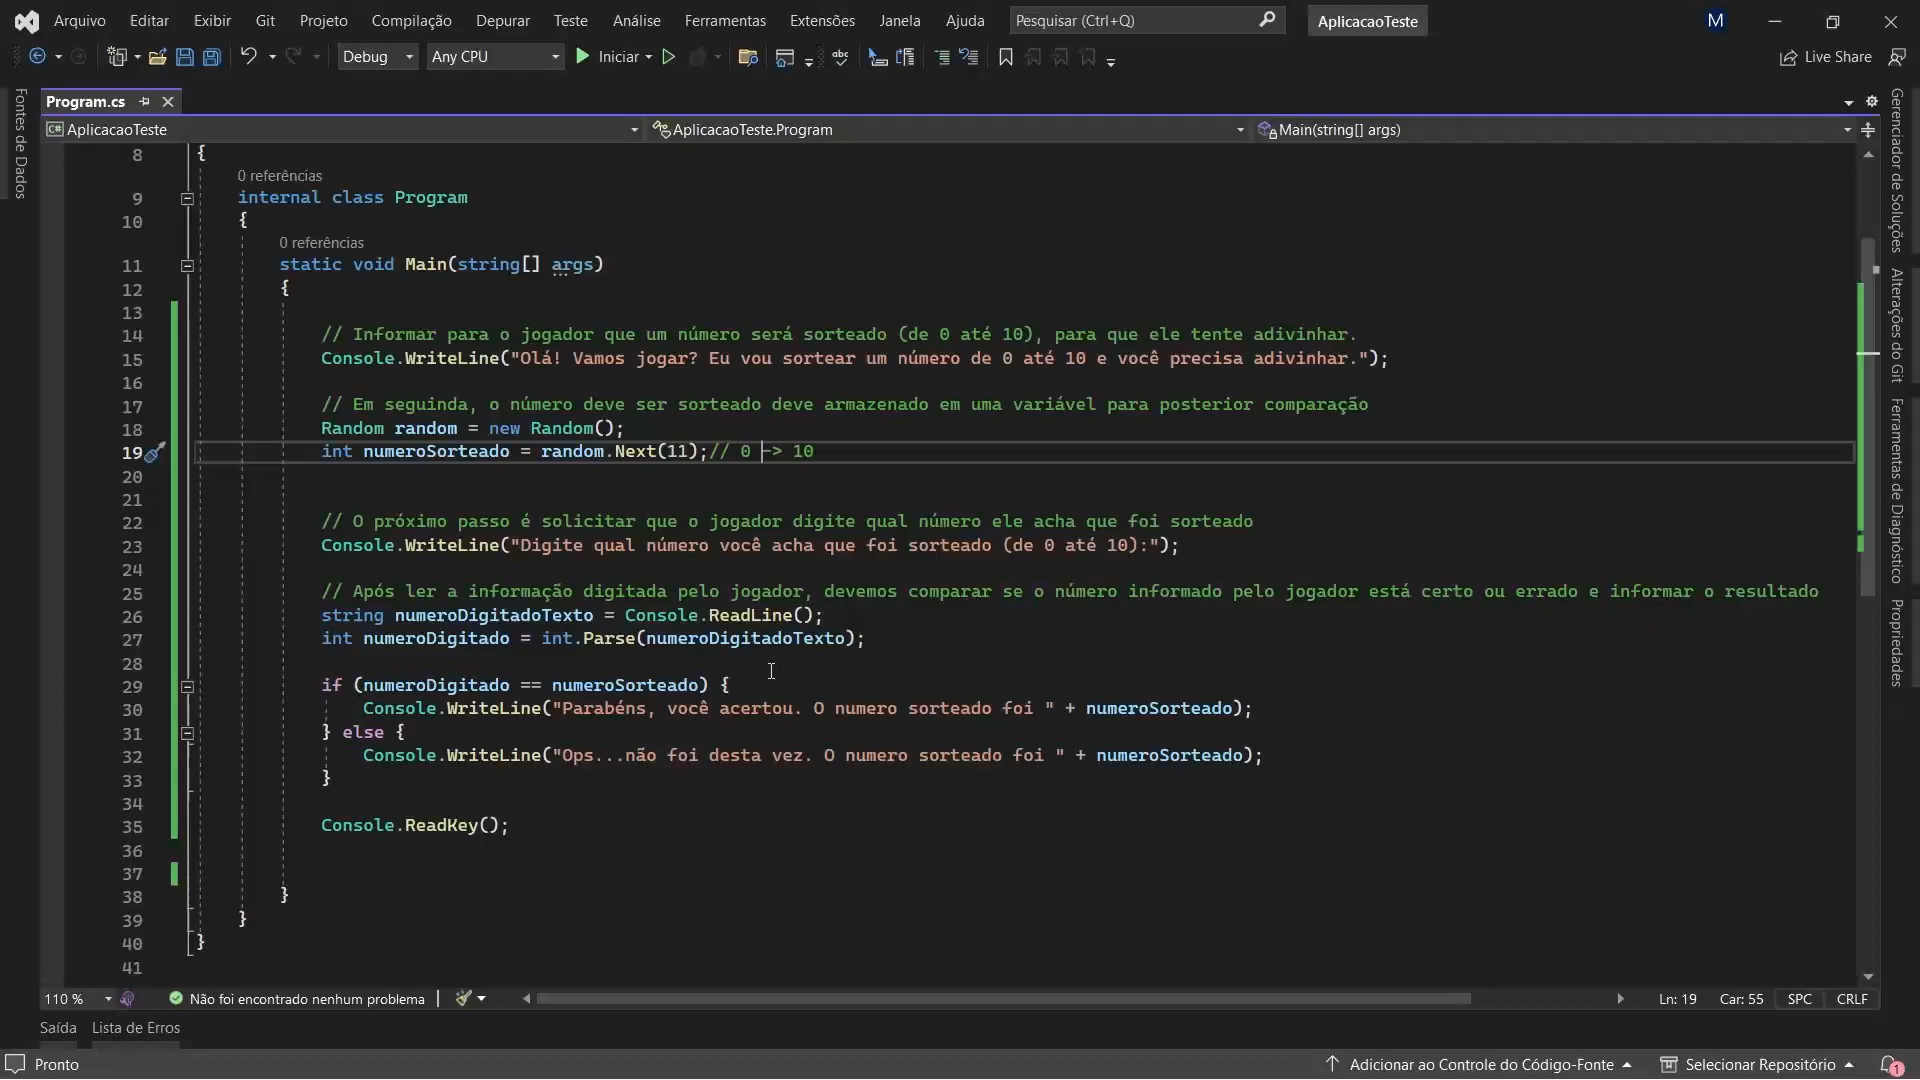 Arquivo Editar Exibir Git Projeto Compilação Depurar Teste Análise Ferramentas Extensões Janela Ajuda Pesquisar (Ctrl+Q) AplicacaoTeste M
Debug Any CPU Iniciar abc Live Share
Program.cs
AplicacaoTeste AplicacaoTeste.Program Main(string[] args)
Fontes de Dados
8 {
0 referências
9 internal class Program
10 {
0 referências
11 static void Main(string[] args)
12 {
13
14 // Informar para o jogador que um número será sorteado (de 0 até 10), para que ele tente adivinhar.
15 Console.WriteLine("Olá! Vamos jogar? Eu vou sortear um número de 0 até 10 e você precisa adivinhar.");
16
17 // Em seguinda, o número deve ser sorteado deve armazenado em uma variável para posterior comparação
18 Random random = new Random();
19 int numeroSorteado = random.Next(11);// 0 -> 10
20
21
22 // O próximo passo é solicitar que o jogador digite qual número ele acha que foi sorteado
23 Console.WriteLine("Digite qual número você acha que foi sorteado (de 0 até 10):");
24
25 // Após ler a informação digitada pelo jogador, devemos comparar se o número informado pelo jogador está certo ou errado e informar o resultado
26 string numeroDigitadoTexto = Console.ReadLine();
27 int numeroDigitado = int.Parse(numeroDigitadoTexto);
28
29 if (numeroDigitado == numeroSorteado) {
30 Console.WriteLine("Parabéns, você acertou. O numero sorteado foi " + numeroSorteado);
31 } else {
32 Console.WriteLine("Ops...não foi desta vez. O numero sorteado foi " + numeroSorteado);
33 }
34
35 Console.ReadKey();
36
37
38 }
39 }
40 }
41
Gerenciador de Soluções
Alterações do Git
Ferramentas de Diagnóstico
Propriedades
110 % Não foi encontrado nenhum problema Ln: 19 Car: 55 SPC CRLF
Saída Lista de Erros
Pronto Adicionar ao Controle do Código-Fonte Selecionar Repositório 1